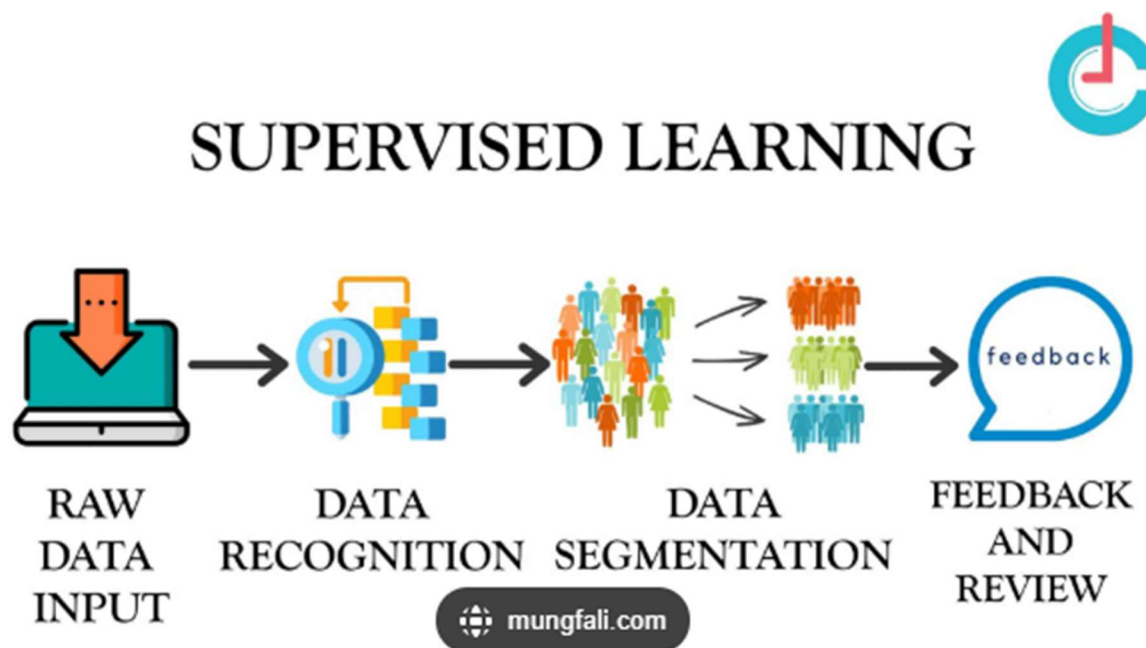 SUPERVISED LEARNING
feedback
RAW
DATA
INPUT
DATA
RECOGNITION
DATA
SEGMENTATION
FEEDBACK
AND
REVIEW
mungfali.com